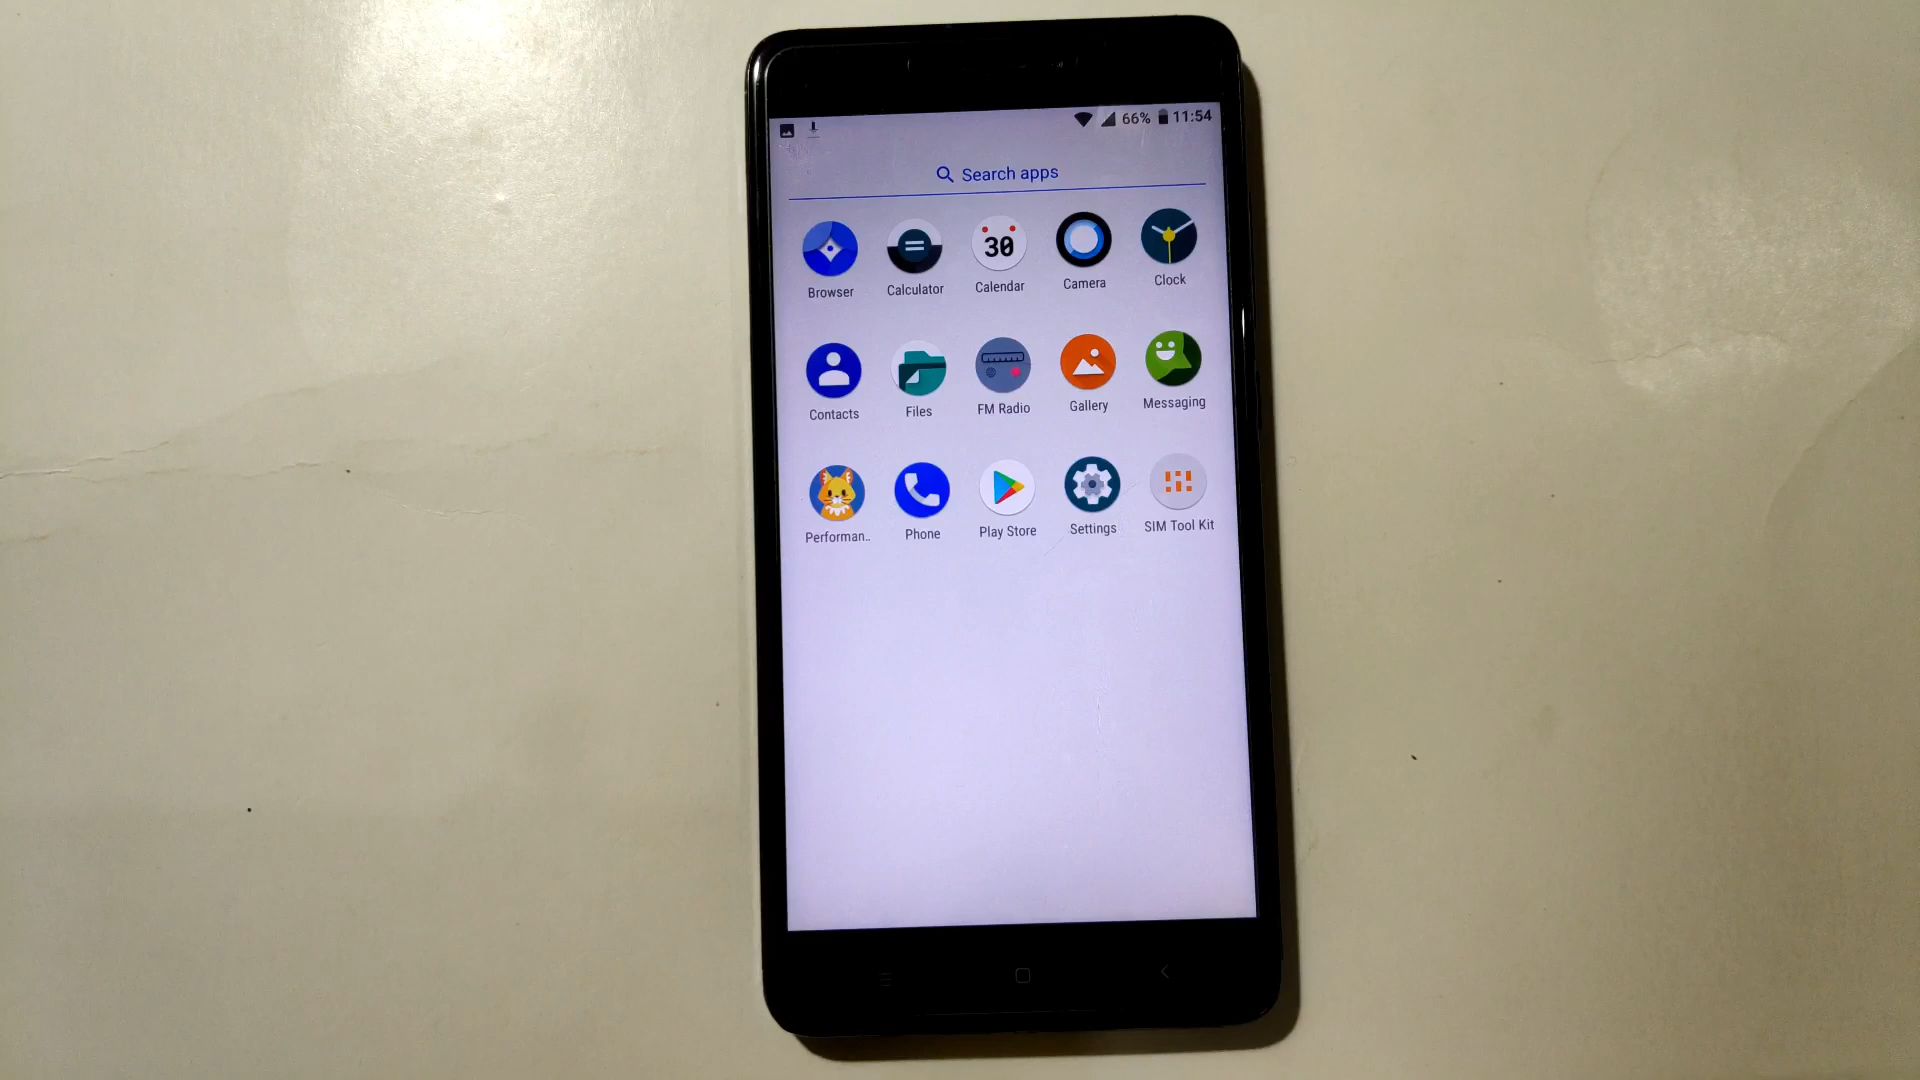 66% 11:54
Search apps
30
Browser Calculator Calendar Camera Clock
Contacts Files FM Radio Gallery Messaging
Performan.. Phone Play Store Settings SIM Tool Kit